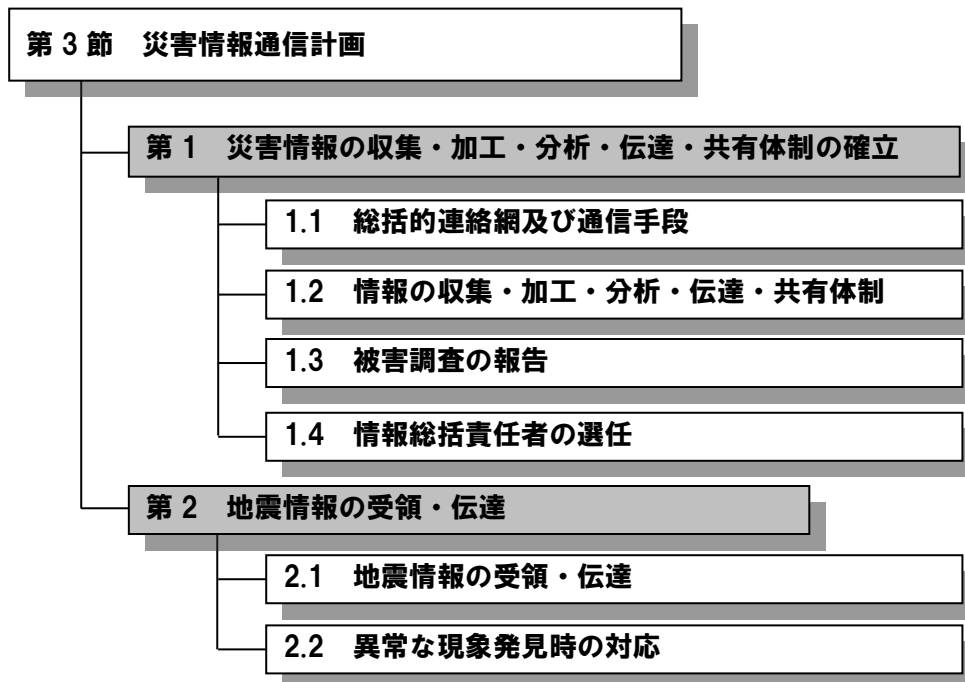 第3節 災害情報通信計画
第1 災害情報の収集・加工・分析・伝達・共有体制の確立
1.1 総括的連絡網及び通信手段
1.2 情報の収集・加工・分析・伝達・共有体制
1.3 被害調査の報告
1.4 情報総括責任者の選任
第2 地震情報の受領・伝達
2.1 地震情報の受領・伝達
2.2 異常な現象発見時の対応